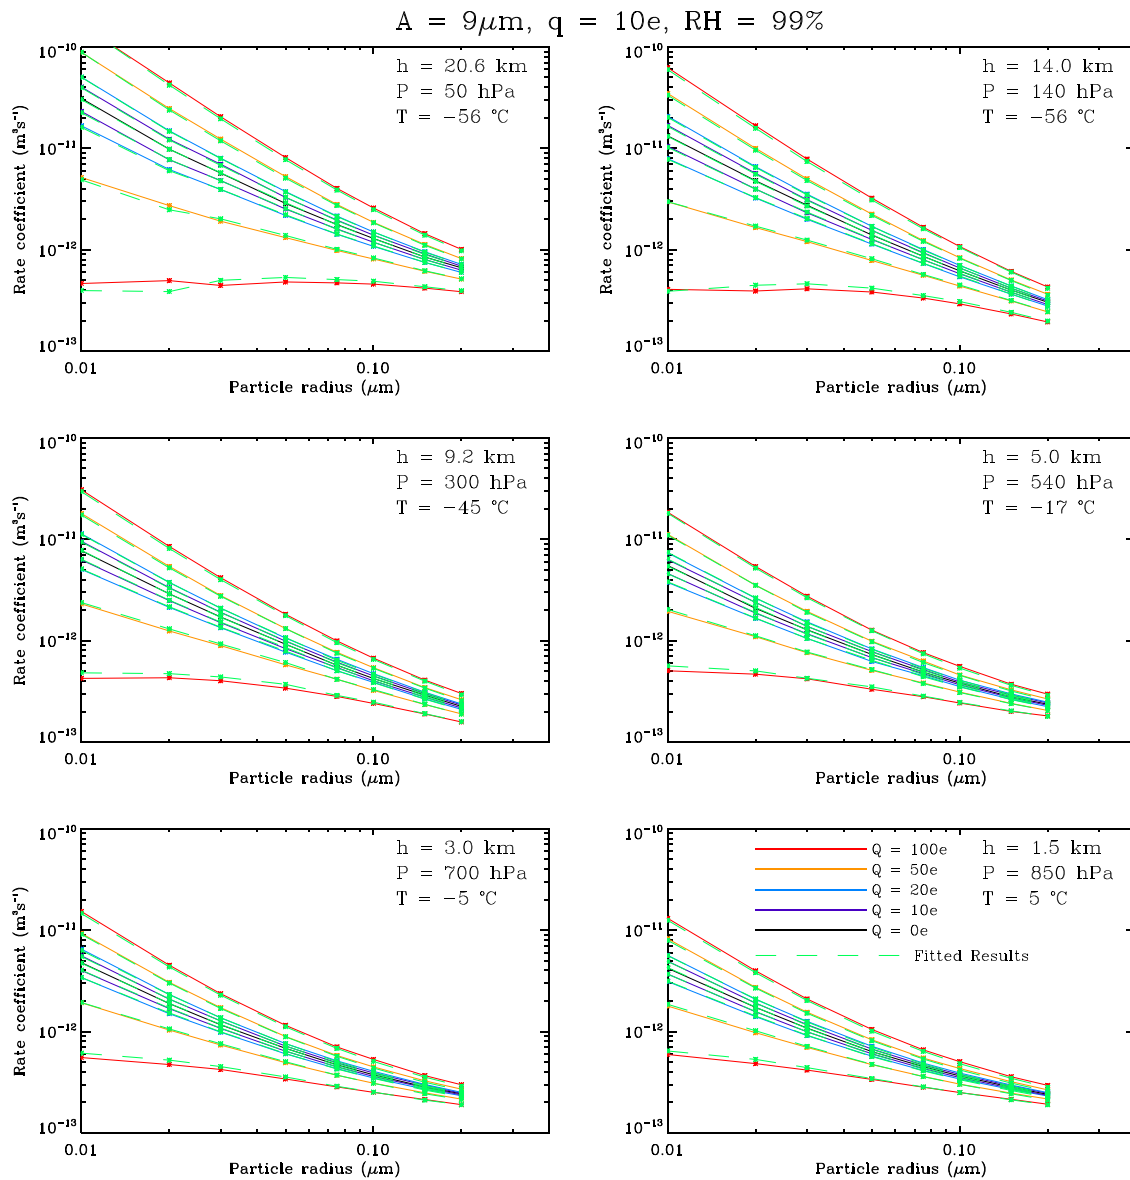 A = 9μm, q = 10e, RH = 99%
10⁻¹⁰
10⁻¹¹
10⁻¹²
10⁻¹³
Rate coefficient (m³s⁻¹)
h = 20.6 km
P = 50 hPa
T = −56 °C
0.01
0.10
Particle radius (μm)
10⁻¹⁰
10⁻¹¹
10⁻¹²
10⁻¹³
Rate coefficient (m³s⁻¹)
h = 14.0 km
P = 140 hPa
T = −56 °C
0.01
0.10
Particle radius (μm)
10⁻¹⁰
10⁻¹¹
10⁻¹²
10⁻¹³
Rate coefficient (m³s⁻¹)
h = 9.2 km
P = 300 hPa
T = −45 °C
0.01
0.10
Particle radius (μm)
10⁻¹⁰
10⁻¹¹
10⁻¹²
10⁻¹³
Rate coefficient (m³s⁻¹)
h = 5.0 km
P = 540 hPa
T = −17 °C
0.01
0.10
Particle radius (μm)
10⁻¹⁰
10⁻¹¹
10⁻¹²
10⁻¹³
Rate coefficient (m³s⁻¹)
h = 3.0 km
P = 700 hPa
T = −5 °C
0.01
0.10
Particle radius (μm)
10⁻¹⁰
10⁻¹¹
10⁻¹²
10⁻¹³
Rate coefficient (m³s⁻¹)
Q = 100e
Q = 50e
Q = 20e
Q = 10e
Q = 0e
Fitted Results
h = 1.5 km
P = 850 hPa
T = 5 °C
0.01
0.10
Particle radius (μm)